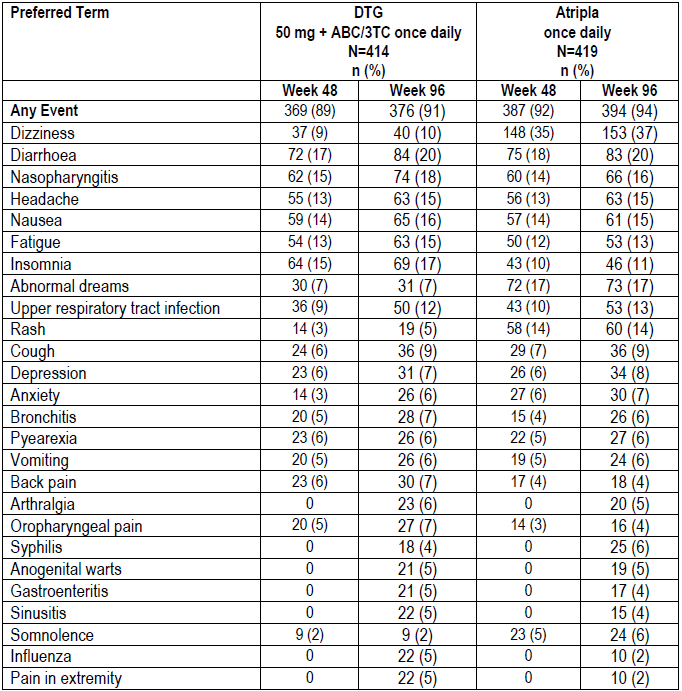 Preferred Term DTG Atripla
50 mg + ABC/3TC once daily once daily
N=414 N=419
n (%) n (%)
Week 48 Week 96 Week 48 Week 96
Any Event 369 (89) 376 (91) 387 (92) 394 (94)
Dizziness 37 (9) 40 (10) 148 (35) 153 (37)
Diarrhoea 72 (17) 84 (20) 75 (18) 83 (20)
Nasopharyngitis 62 (15) 74 (18) 60 (14) 66 (16)
Headache 55 (13) 63 (15) 56 (13) 63 (15)
Nausea 59 (14) 65 (16) 57 (14) 61 (15)
Fatigue 54 (13) 63 (15) 50 (12) 53 (13)
Insomnia 64 (15) 69 (17) 43 (10) 46 (11)
Abnormal dreams 30 (7) 31 (7) 72 (17) 73 (17)
Upper respiratory tract infection 36 (9) 50 (12) 43 (10) 53 (13)
Rash 14 (3) 19 (5) 58 (14) 60 (14)
Cough 24 (6) 36 (9) 29 (7) 36 (9)
Depression 23 (6) 31 (7) 26 (6) 34 (8)
Anxiety 14 (3) 26 (6) 27 (6) 30 (7)
Bronchitis 20 (5) 28 (7) 15 (4) 26 (6)
Pyearexia 23 (6) 26 (6) 22 (5) 27 (6)
Vomiting 20 (5) 26 (6) 19 (5) 24 (6)
Back pain 23 (6) 30 (7) 17 (4) 18 (4)
Arthralgia 0 23 (6) 0 20 (5)
Oropharyngeal pain 20 (5) 27 (7) 14 (3) 16 (4)
Syphilis 0 18 (4) 0 25 (6)
Anogenital warts 0 21 (5) 0 19 (5)
Gastroenteritis 0 21 (5) 0 17 (4)
Sinusitis 0 22 (5) 0 15 (4)
Somnolence 9 (2) 9 (2) 23 (5) 24 (6)
Influenza 0 22 (5) 0 10 (2)
Pain in extremity 0 22 (5) 0 10 (2)